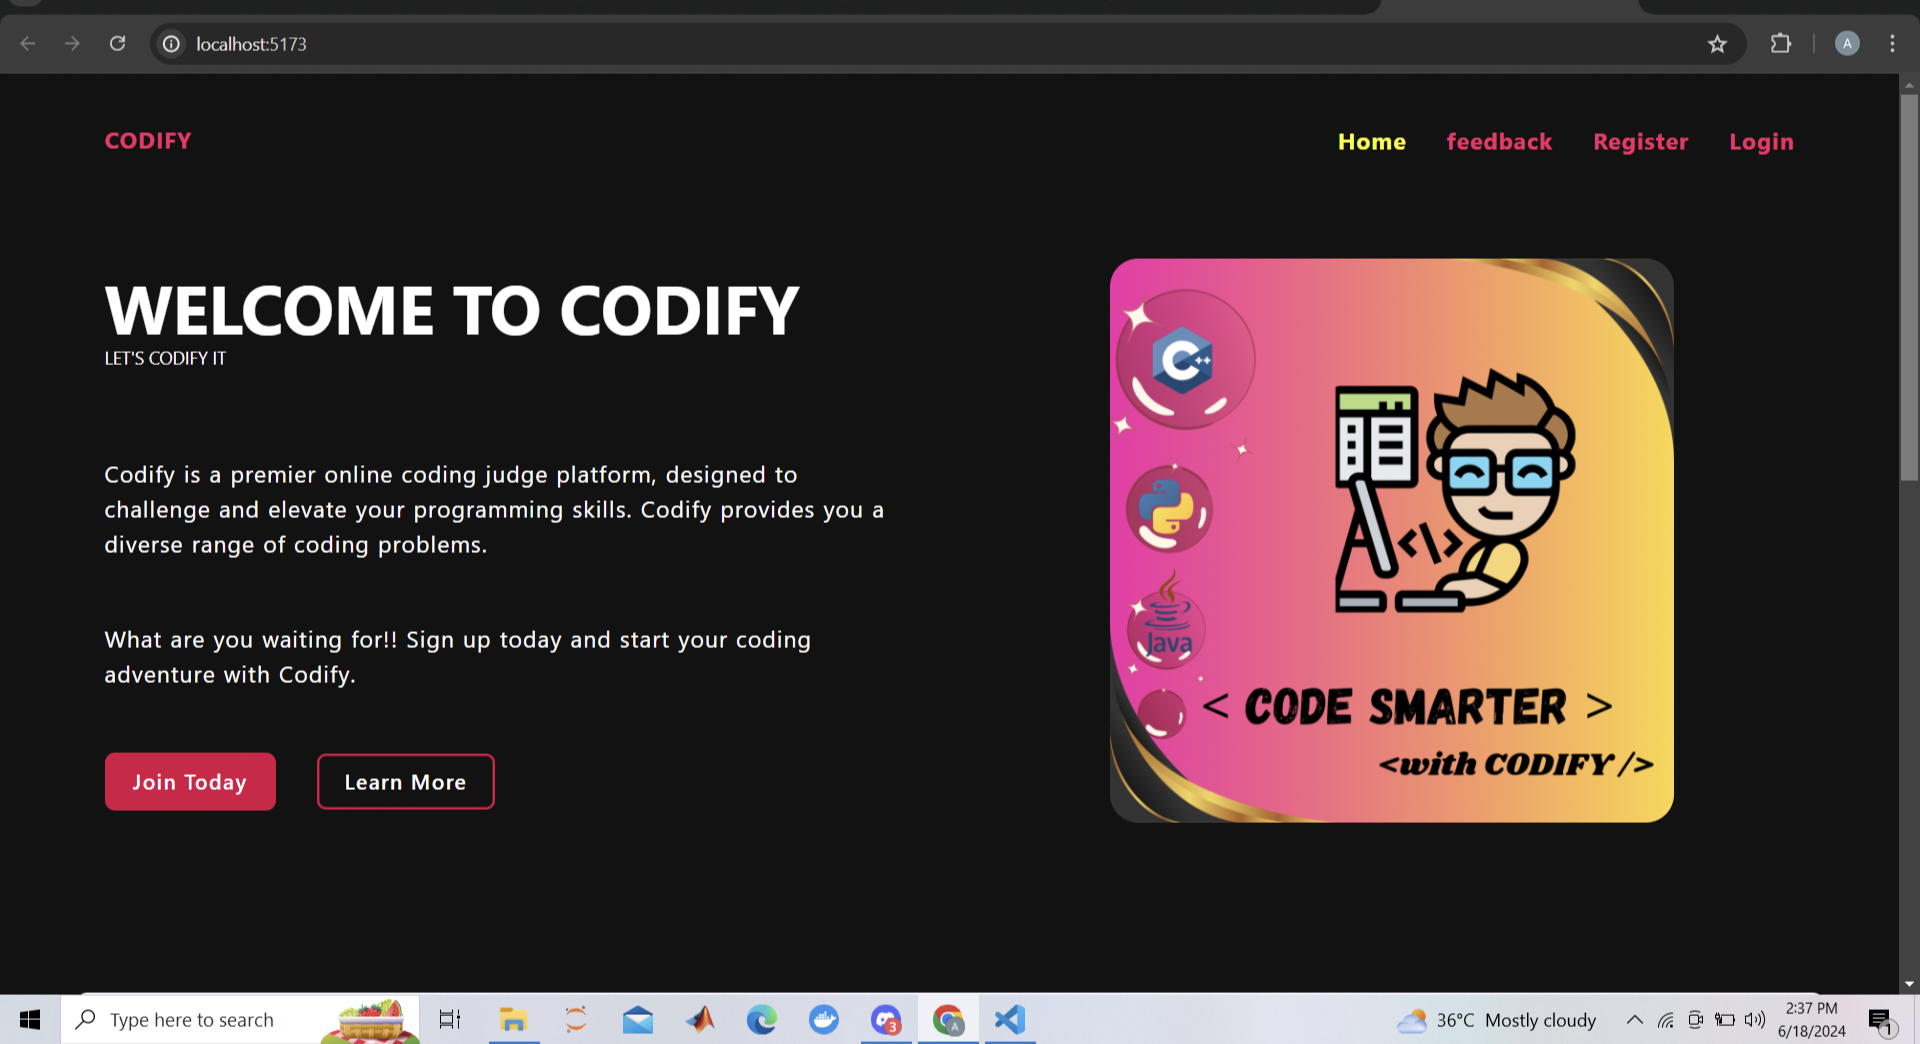 localhost:5173
A
CODIFY
Home feedback Register Login
WELCOME TO CODIFY
LET'S CODIFY IT
Codify is a premier online coding judge platform, designed to
challenge and elevate your programming skills. Codify provides you a
diverse range of coding problems.
What are you waiting for!! Sign up today and start your coding
adventure with Codify.
Join Today
Learn More
C++
Java
</>
< CODE SMARTER >
<with CODIFY />
Type here to search
3
A
36°C Mostly cloudy
2:37 PM
6/18/2024
1